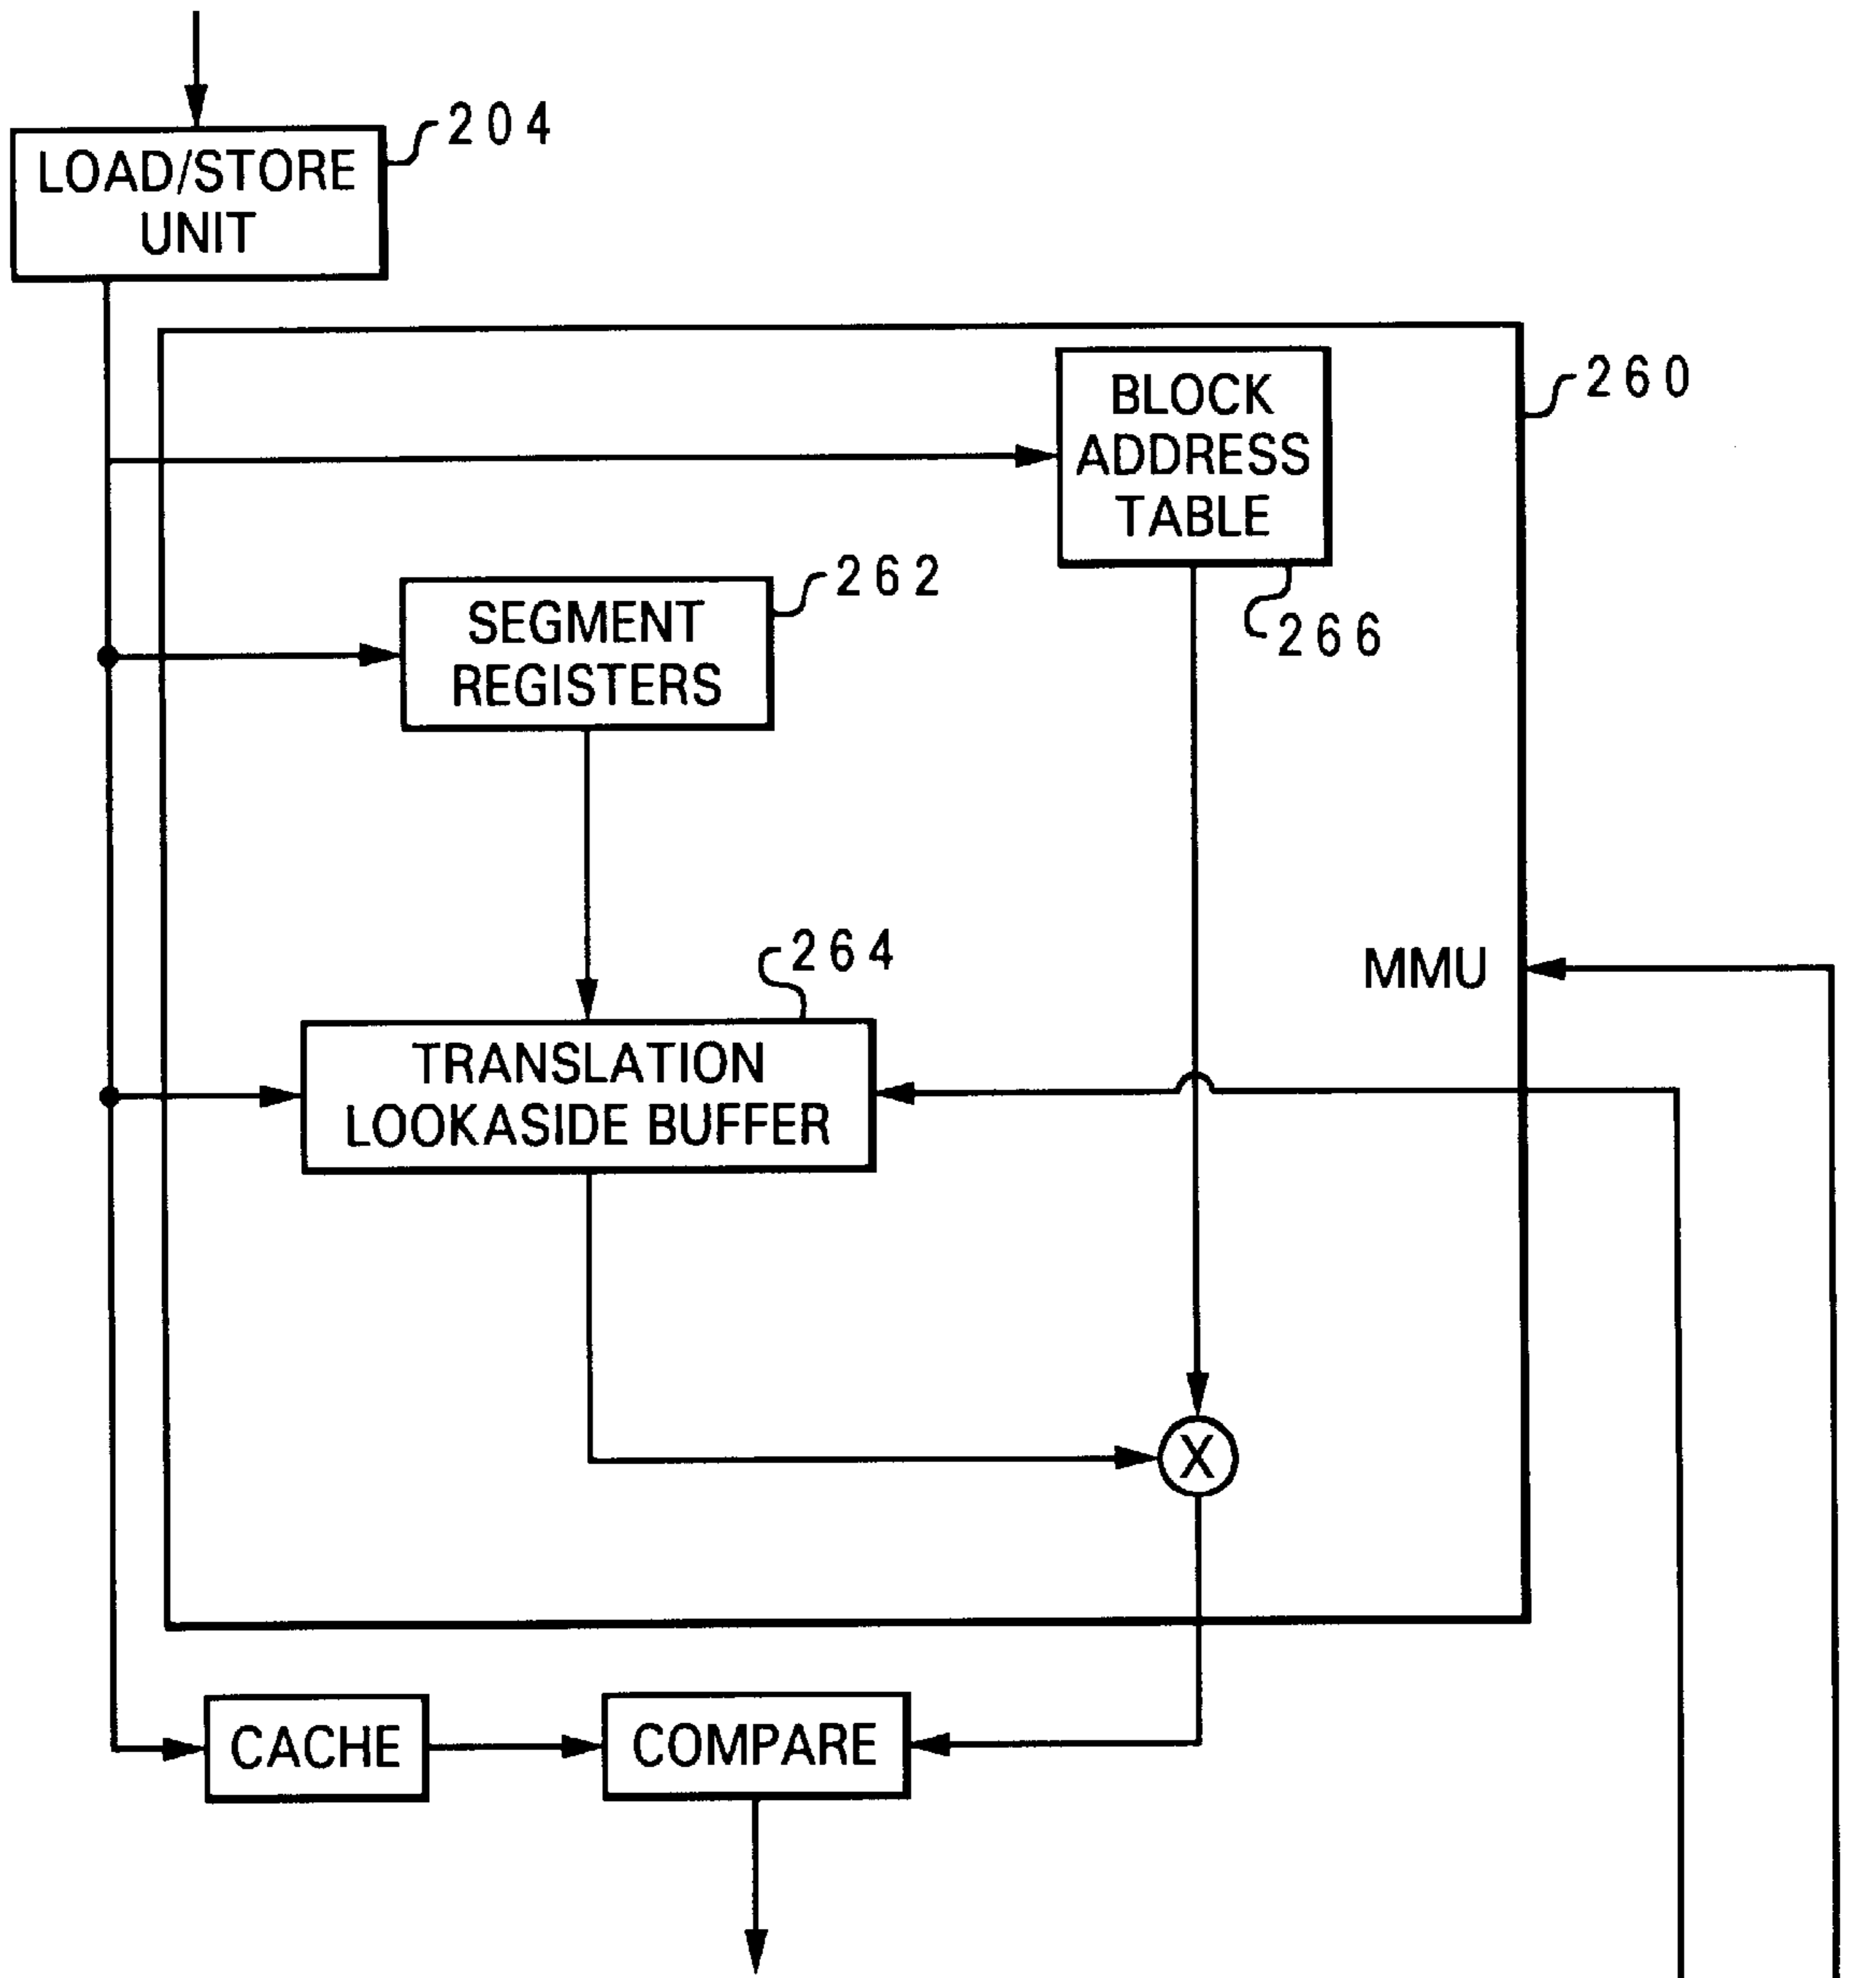 204
LOAD/STORE
UNIT
BLOCK
ADDRESS
TABLE
260
262
SEGMENT
REGISTERS
266
264
MMU
TRANSLATION
LOOKASIDE BUFFER
X
CACHE
COMPARE